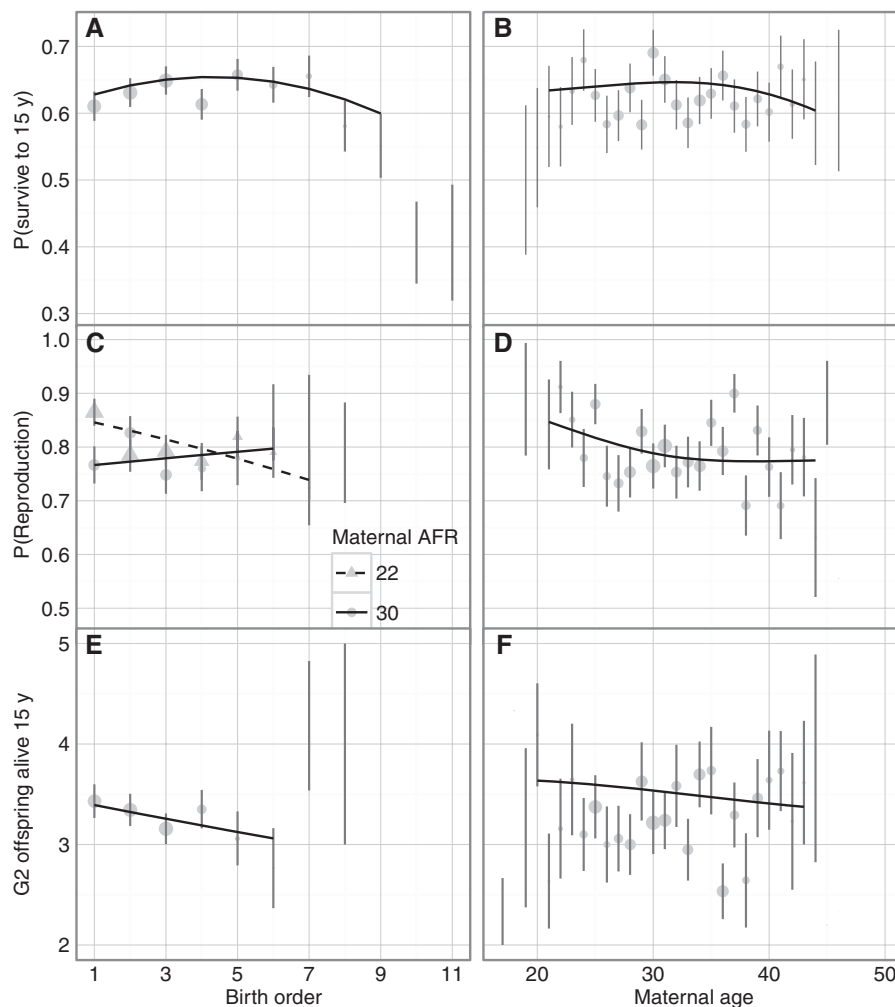 A
B
P(survive to 15 y)
0.7
0.6
0.5
0.4
0.3
C
D
P(Reproduction)
1.0
0.9
0.8
0.7
0.6
0.5
Maternal AFR
22
30
E
F
G2 offspring alive 15 y
5
4
3
2
1 3 5 7 9 11
20 30 40 50
Birth order
Maternal age